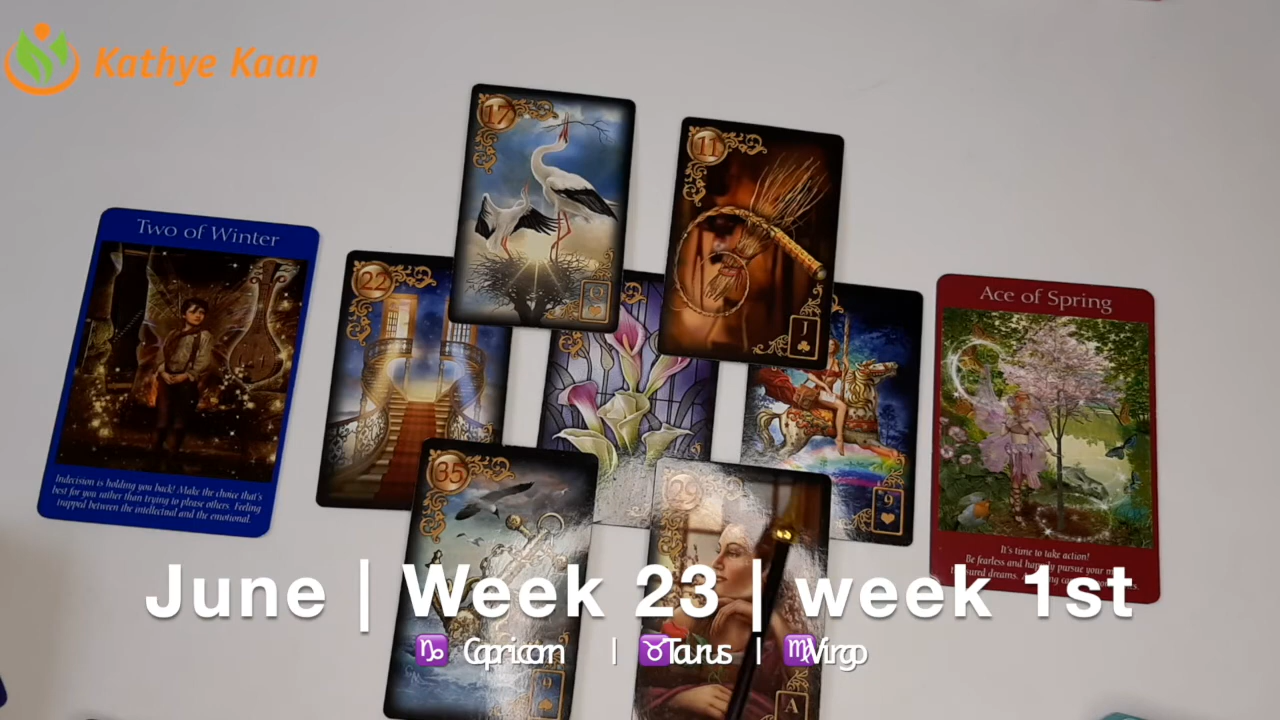 Kathye Kaan
17
11
Two of Winter
22
Q
J
Ace of Spring
Indecision is holding you back! Make the choice that's
best for you rather than trying to please others. Feeling
trapped between the intellectual and the emotional.
35
29
9
It's time to take action!
Be fearless and happily pursue your most
June | Week 23 | week 1st
♑ Capricorn | ♉ Taurus | ♍ Virgo
9
A